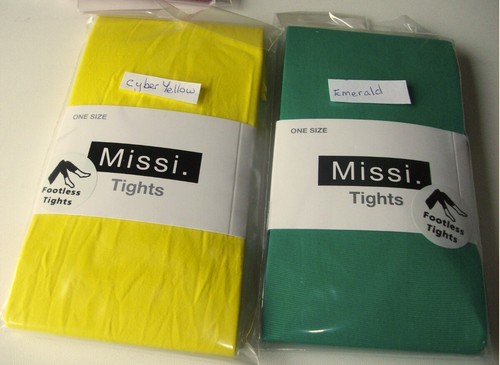 Cyber Yellow
ONE SIZE
Missi.
Tights
Footless
Tights
Emerald
ONE SIZE
Missi.
Tights
Footless
Tights